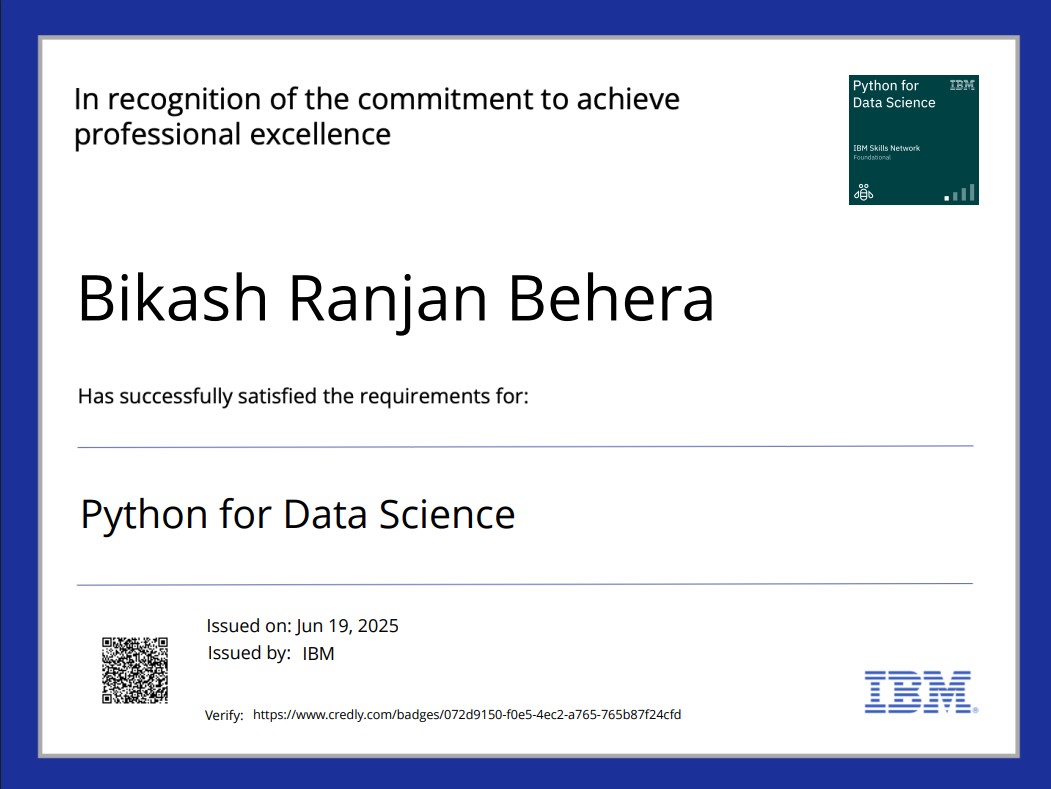 In recognition of the commitment to achieve
professional excellence
Python for
Data Science
IBM
IBM Skills Network
Foundational
Bikash Ranjan Behera
Has successfully satisfied the requirements for:
Python for Data Science
Issued on: Jun 19, 2025
Issued by: IBM
Verify: https://www.credly.com/badges/072d9150-f0e5-4ec2-a765-765b87f24cfd
IBM®